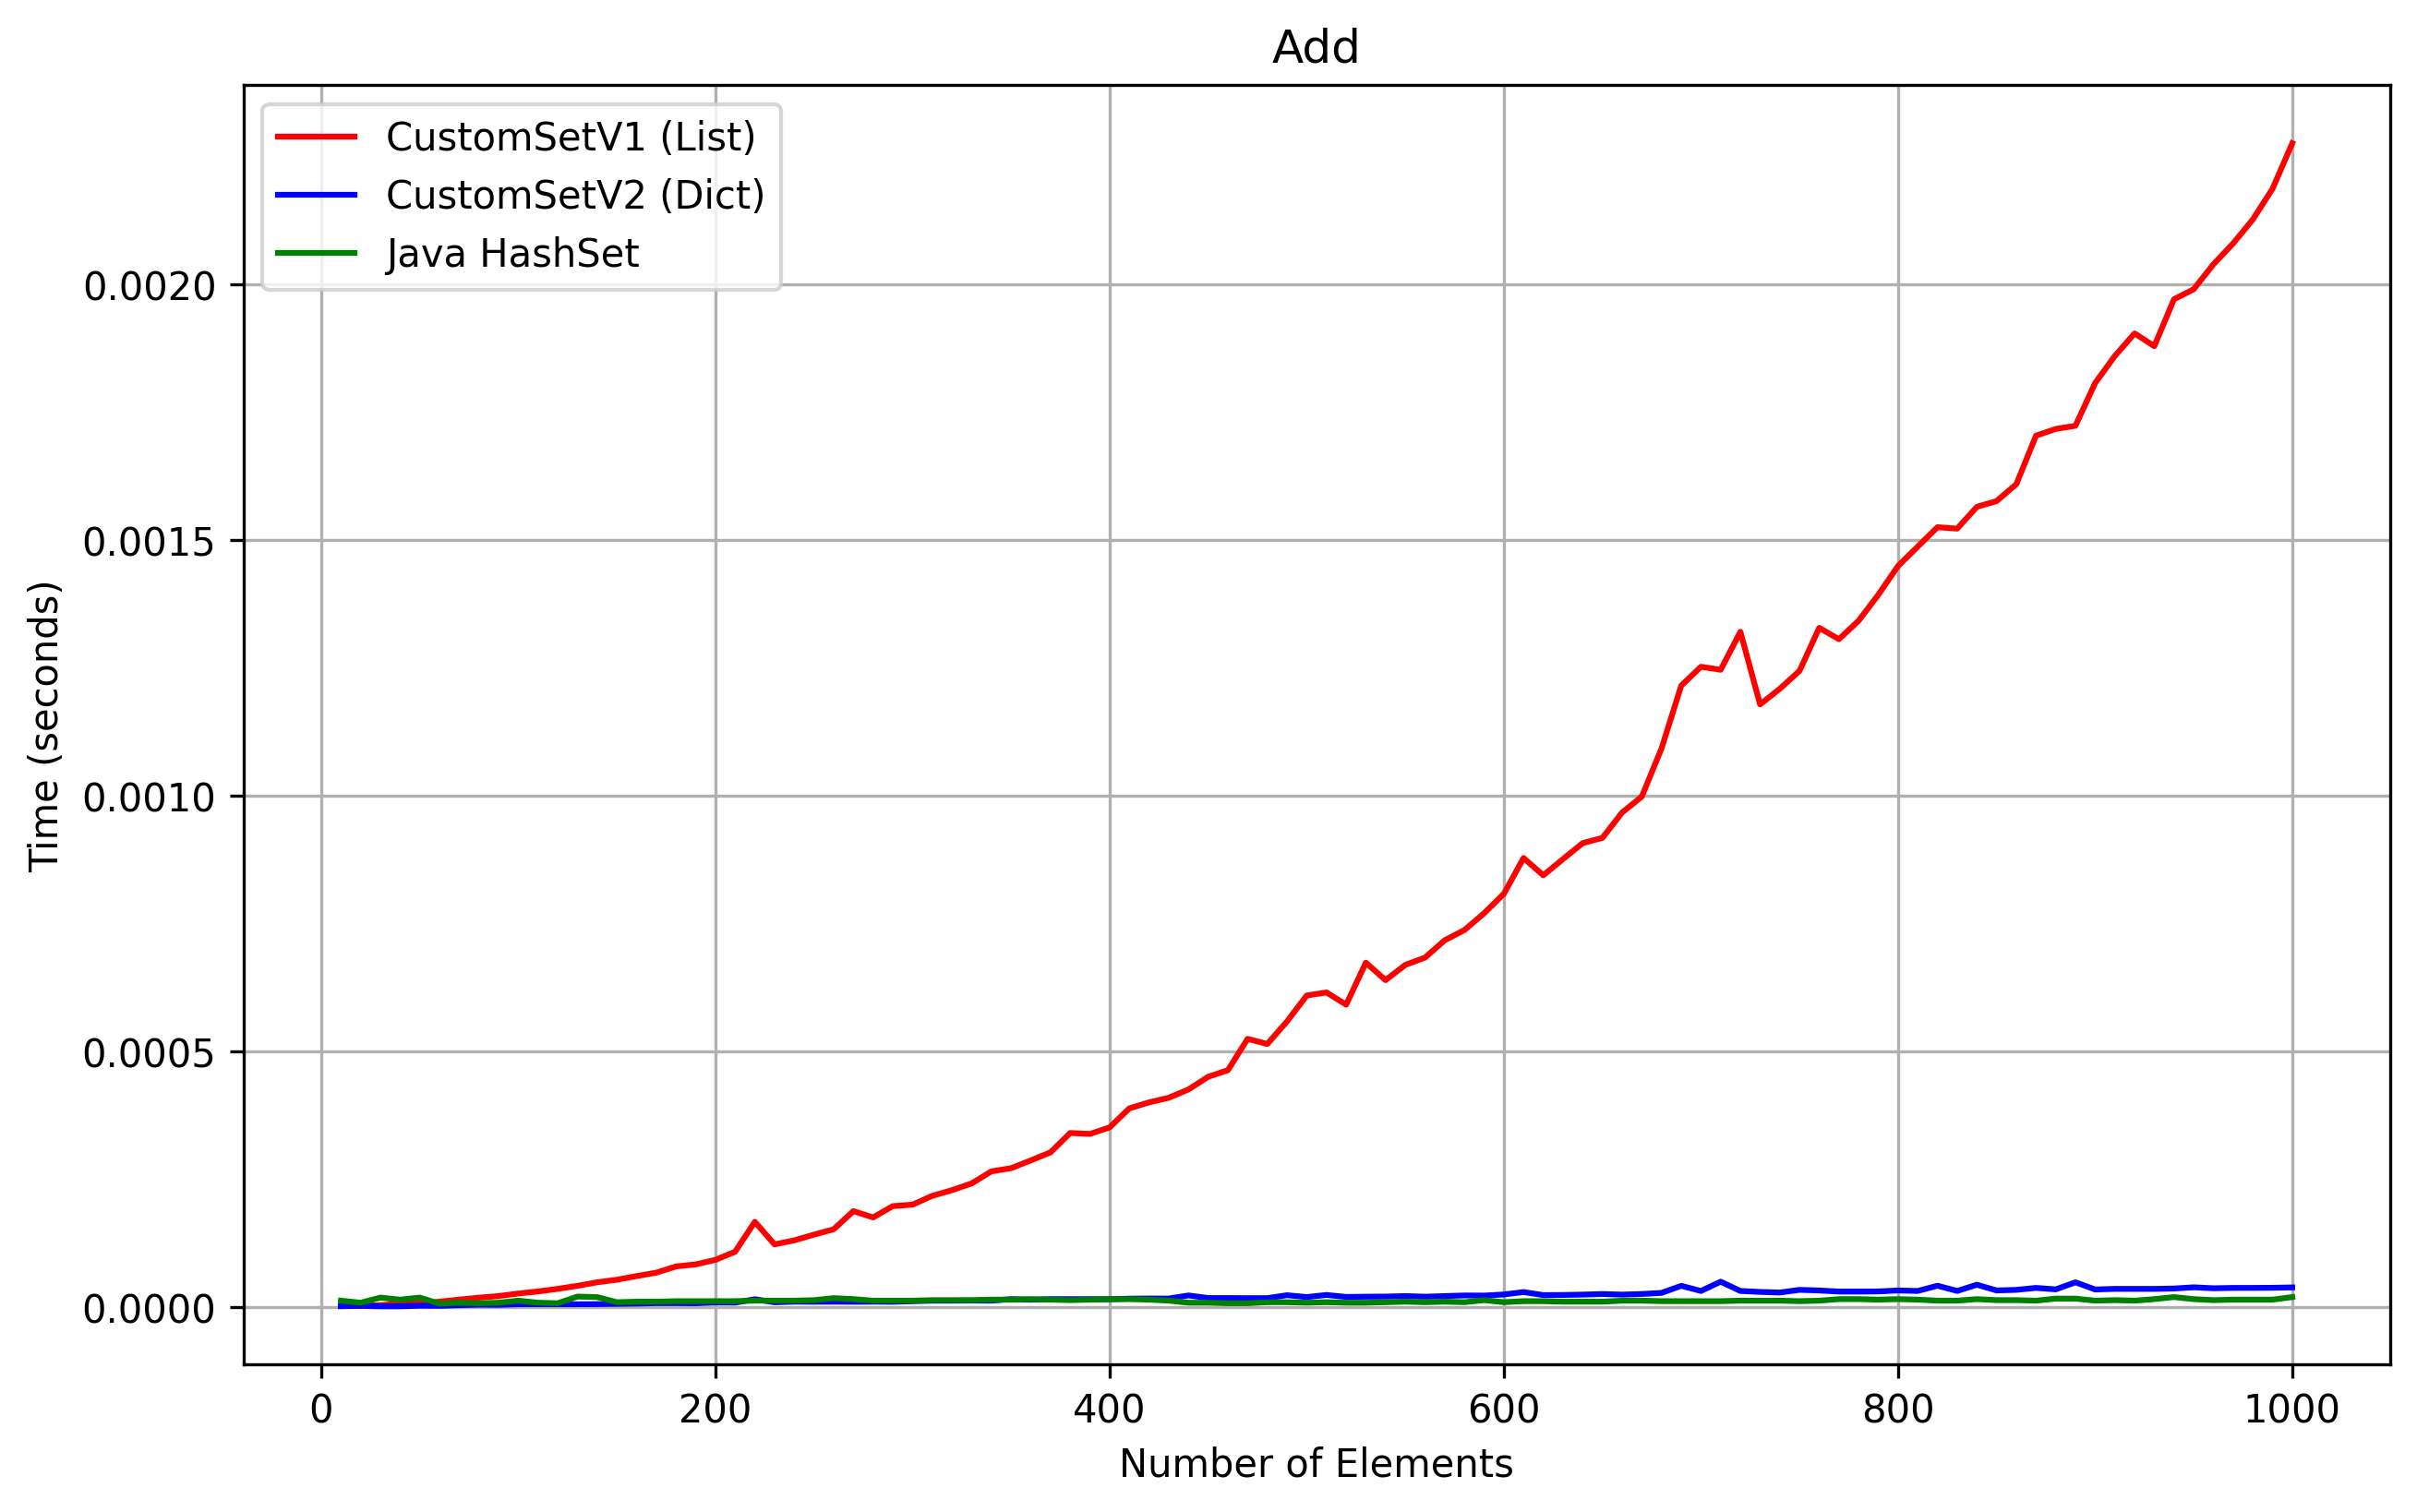 Add
CustomSetV1 (List)
CustomSetV2 (Dict)
Java HashSet
Time (seconds)
0.0020
0.0015
0.0010
0.0005
0.0000
0 200 400 600 800 1000
Number of Elements